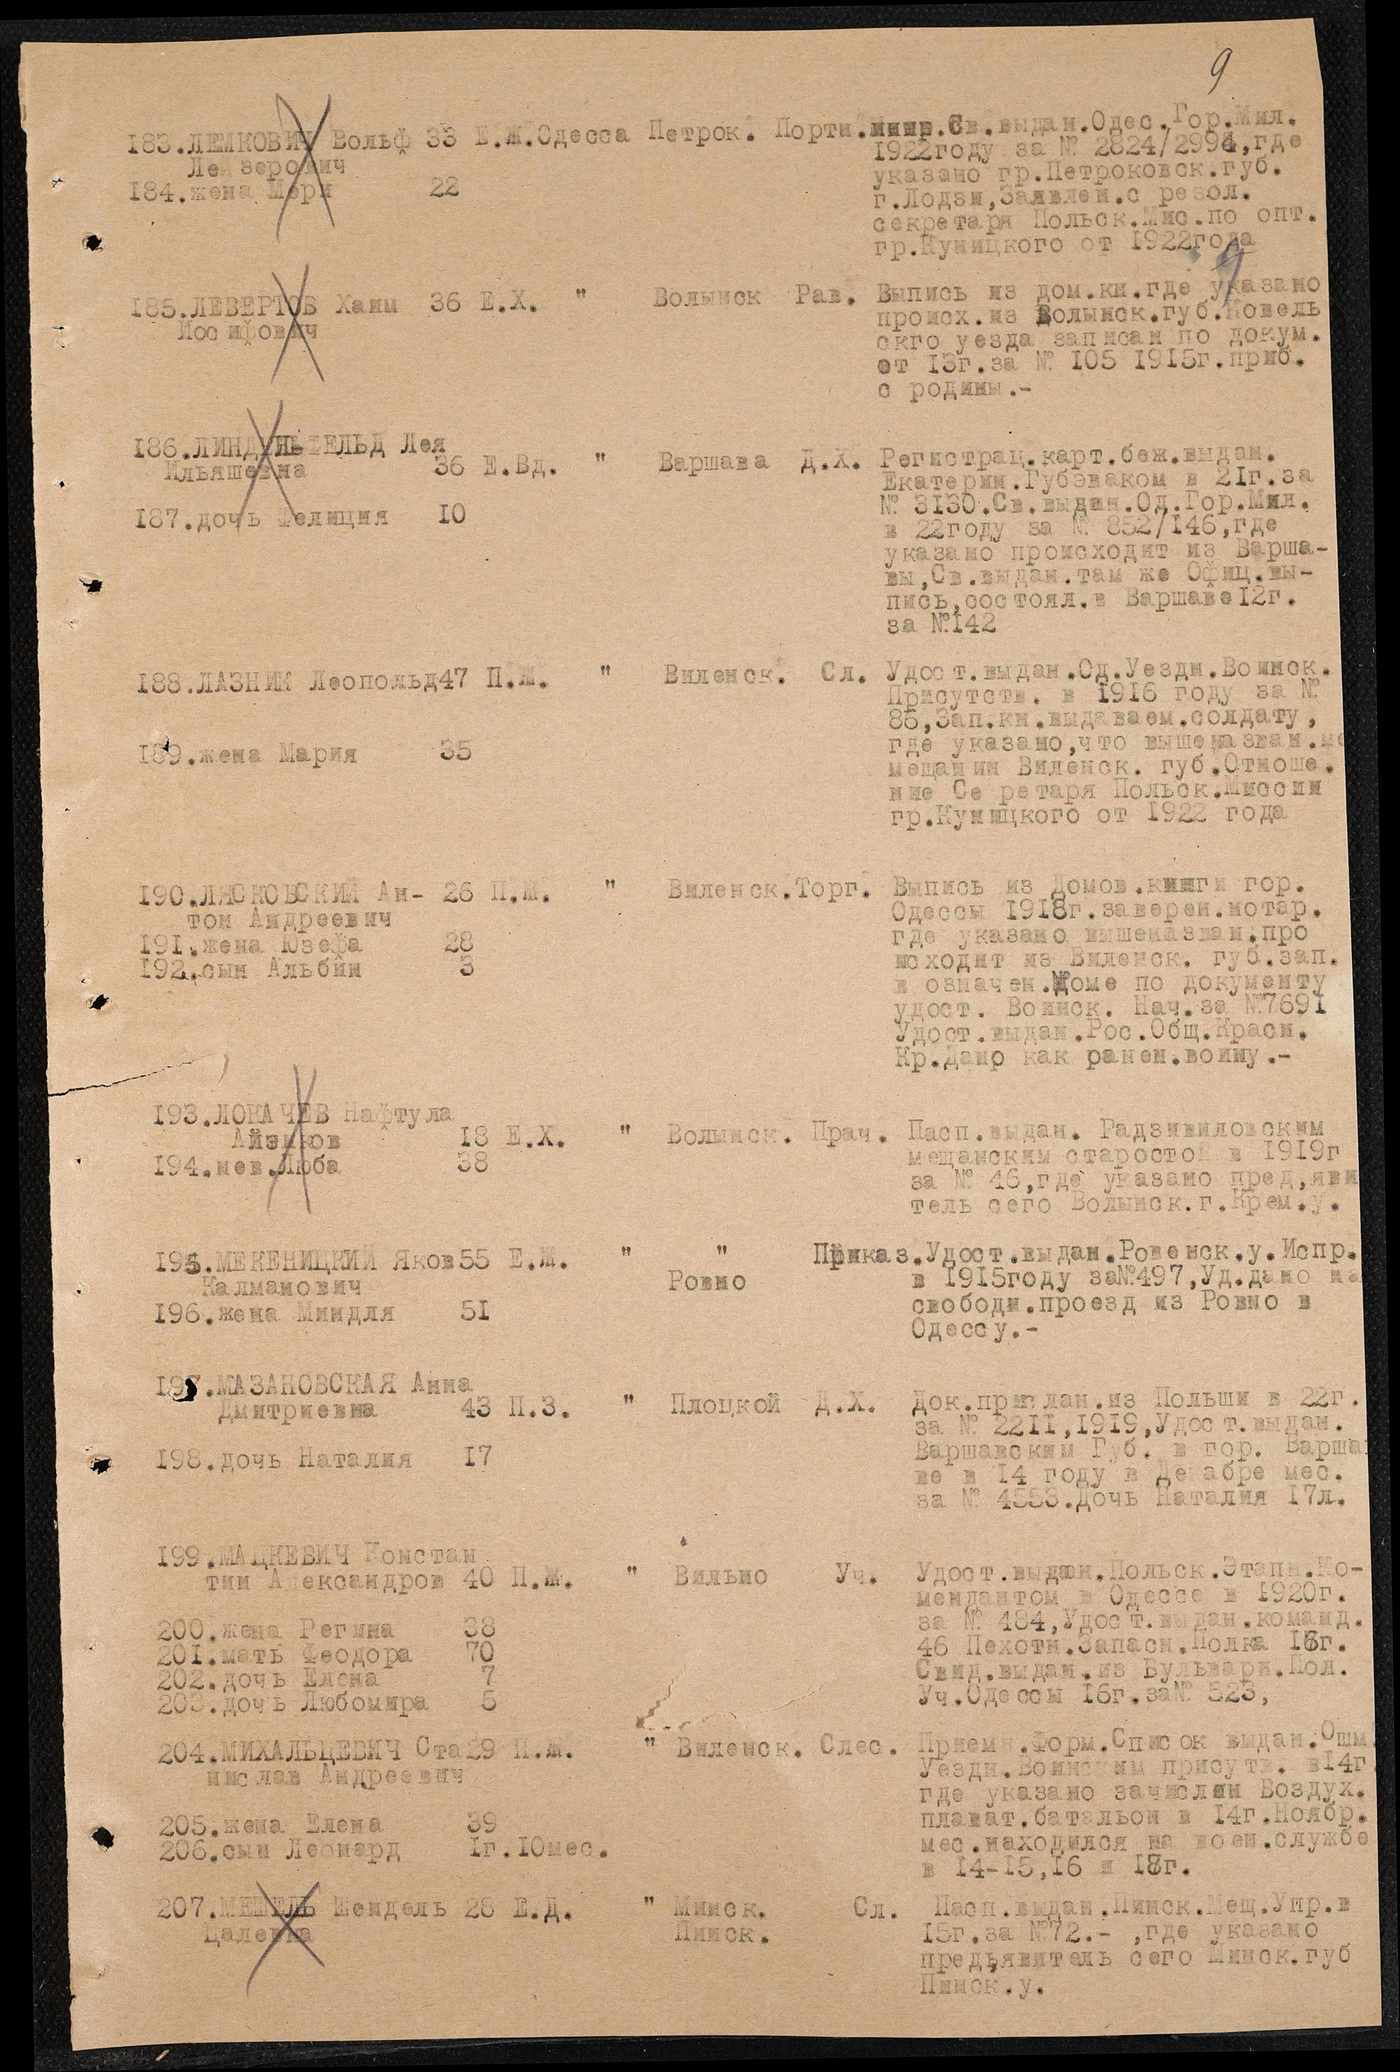 9
183.ЛЕМКОВИЧ Вольф 33 Е.Ж.Одесса Петрок. Портн. Св.выдан.Одес.Гор.Мил.
Лейзерович 1922году за № 2824/2994,где
184.жена Мери 22 указано гр.Петроковск.губ.
г.Лодзи,Заявлен.с резол.
секретаря Польск.Мис.по опт.
гр.Куницкого от 1922года
185.ЛЕВЕРТОВ Хаим 36 Е.Х. " Волынск Рав. Выпись из дом.кн.где указано
Иосифович происх.из Волынск.губ.Ковель
скго уезда записан по докум.
от 13г.за № 105 1915г.приб.
с родины.-
186. Лея
Ильяшевна 36 Е.Вд. " Варшава Д.Х. Регистрац.карт.беж.выдан.
Екатерин.Губэваком в 21г.за
187.дочь Фелиция 10 № 3130.Св.выдан.Од.Гор.Мил.
в 22году за № 852/146,где
указано происходит из Варша-
вы,Св.выдан.там же Офиц.вы-
пись,состоял.в Варшаве12г.
за №142
188.ЛАЗНИК Леопольд47 П.Ж. " Виленск. Сл. Удост.выдан.Од.Уездн.Воинск.
Присутств. в 1916 году за №
86,Зап.кн.выдаваем.солдату,
189.жена Мария 35 где указано,что вышеназван.ме
мещанин Виленск. губ.Отноше.
ние Се ретаря Польск.Миссии
гр.Куницкого от 1922 года
190.ЛЯСКОВСКИЙ Ан- 26 П.Ж. " Виленск.Торг. Выпись из Домов.книги гор.
тон Андреевич Одессы 1918г.заверен.нотар.
191.жена Юзефа 28 где указано вышеназван.про
192.сын Альбин 3 исходит из Виленск. губ.зап.
в означен.доме по документу
удост. Воинск. Нач.за №7691
Удост.выдан.Рос.Общ.Красн.
Кр.Дано как ранен.воину.-
193.ЛОКАЧЕВ Нафтула
Айзиков 18 Е.Х. " Волынск. Прач. Пасп.выдан. Радзивиловским
194.нев.Люба 38 мещанским старостой в 1919г
за № 46,где указано пред,яви
тель сего Волынск.г.Крем.у.
195.МЕКЕНИЦКИЙ Яков55 Е.Ж. " " Приказ.Удост.выдан.Ровенск.у.Испр.
Калманович Ровно в 1915году за№497,Уд.дано на
196.жена Миндля 51 свободн.проезд из Ровно в
Одессу.-
197.МАЗАНОВСКАЯ Анна
Дмитриевна 43 П.З. " Плоцкой Д.Х. Док.прислан.из Польши в 22г.
за № 2211,1919,Удост.выдан.
198.дочь Наталия 17 Варшавским Губ. в гор. Варша
ве в 14 году в Декабре мес.
за № 4553.Дочь Наталия 17л.
199.МАЦКЕВИЧ Констан
тин Александров 40 П.Ж. " Вильно Уч. Удост.выдан.Польск.Этапн.Ко-
мендантом в Одессе в 1920г.
200.жена Регина 38 за № 484,Удост.выдан.команд.
201.мать Феодора 70 46 Пехотн.Запасн.Полка 16г.
202.дочь Елена 7 Свид.выдан.из Бульварн.Пол.
203.дочь Любомира 5 Уч.Одессы 16г.за№ 523,
204.МИХАЛЬЦЕВИЧ Ста29 П.Ж. " Виленск. Слес. Приемн.Форм.Список выдан.Ошм.
нислав Андреевич Уездн.Воинским присутв. в14г
где указано зачислен Воздух.
205.жена Елена 39 плават.батальон в 14г.Ноябр.
206.сын Леонард 1г.10мес. мес.находился на воен.службе
в 14-15,16 и 18г.
207. Шендель 28 Е.Д. " Минск. Сл. Пасп.выдан.Пинск.Мещ.Упр.в
Цалевна Пинск. 15г.за №72.- ,где указано
предьявитель сего Минск.губ
Пинск.у.